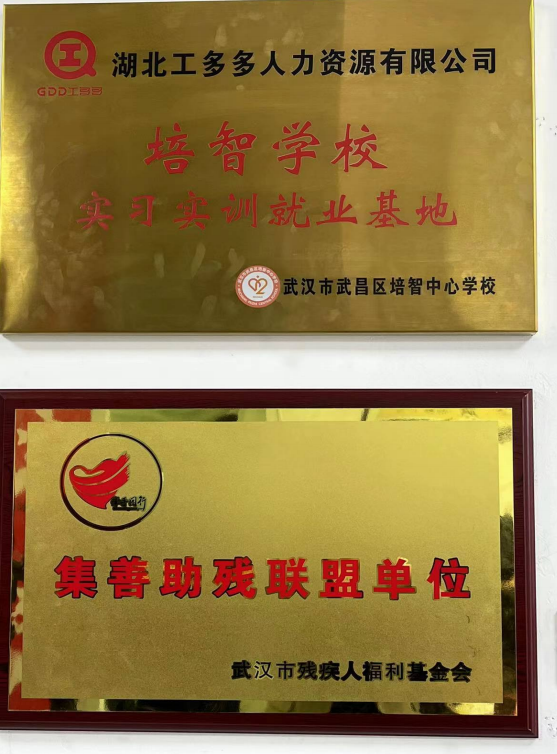 湖北工多多人力资源有限公司
GDD工多多
培智学校
实习实训就业基地
武汉市武昌区培智中心学校
集善助残联盟单位
武汉市残疾人福利基金会